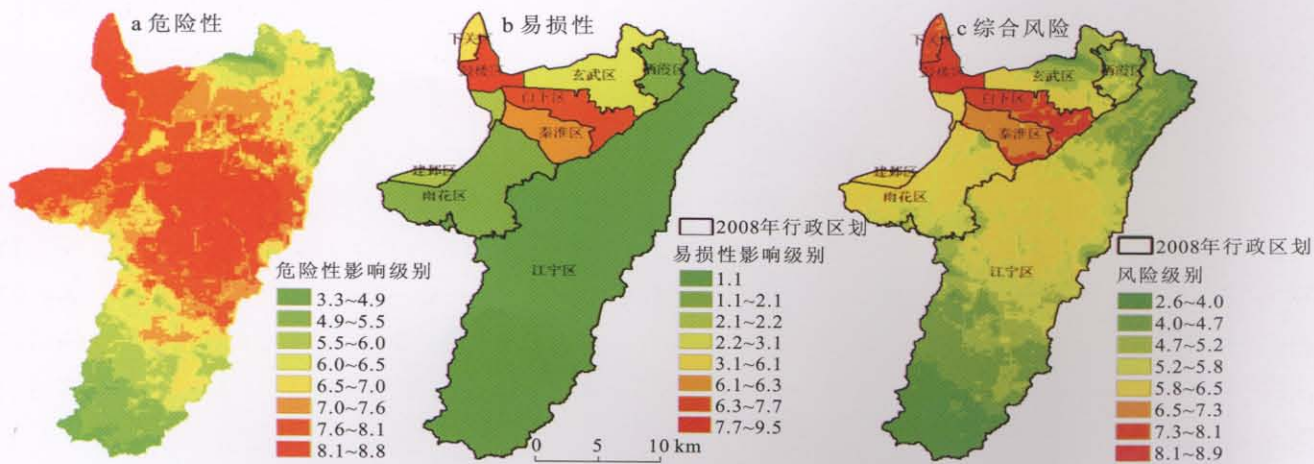 a 危险性
危险性影响级别
3.3~4.9
4.9~5.5
5.5~6.0
6.0~6.5
6.5~7.0
7.0~7.6
7.6~8.1
8.1~8.8
b 易损性
下关区
鼓楼区
玄武区
栖霞区
白下区
秦淮区
建邺区
雨花区
江宁区
2008年行政区划
易损性影响级别
1.1
1.1~2.1
2.1~2.2
2.2~3.1
3.1~6.1
6.1~6.3
6.3~7.7
7.7~9.5
0 5 10 km
c 综合风险
下关区
鼓楼区
玄武区
栖霞区
白下区
秦淮区
建邺区
雨花区
江宁区
2008年行政区划
风险级别
2.6~4.0
4.0~4.7
4.7~5.2
5.2~5.8
5.8~6.5
6.5~7.3
7.3~8.1
8.1~8.9